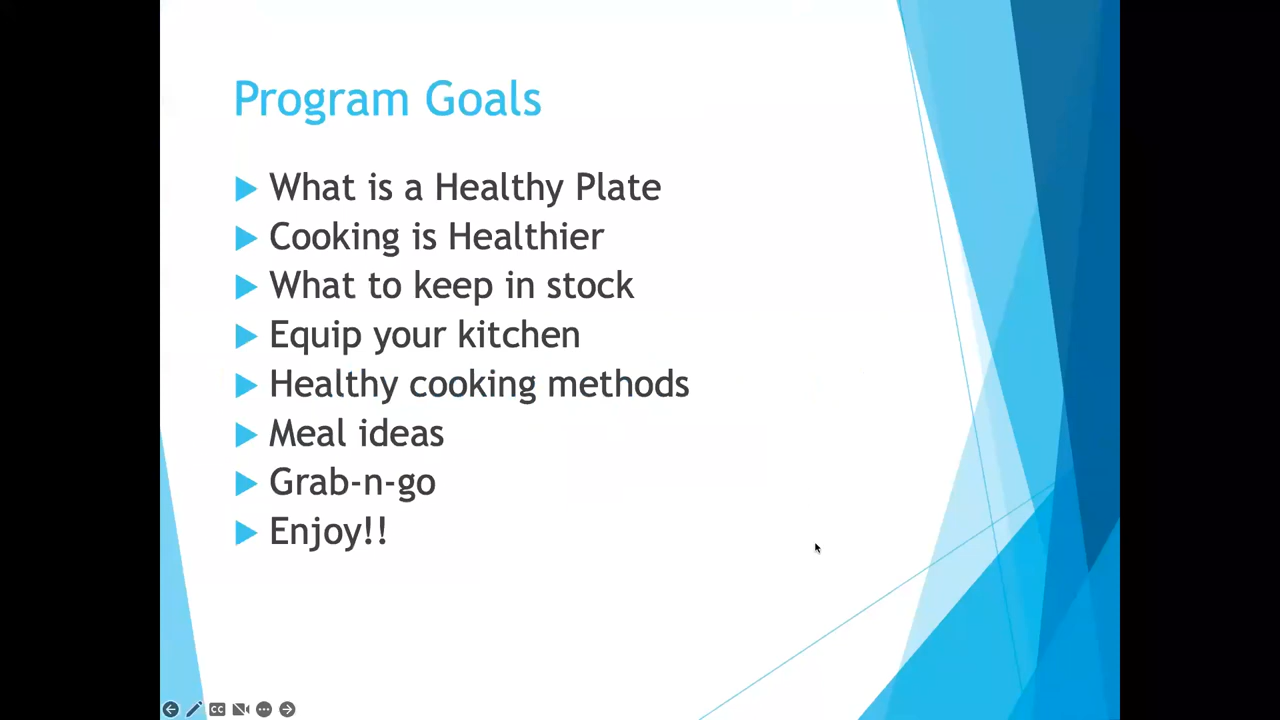 Program Goals
What is a Healthy Plate
Cooking is Healthier
What to keep in stock
Equip your kitchen
Healthy cooking methods
Meal ideas
Grab-n-go
Enjoy!!
CC